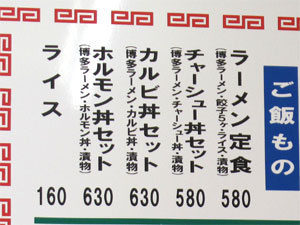 ご飯もの
ラーメン定食
(博多ラーメン・餃子5ヶ・ライス・漬物)
580
チャーシュー丼セット
(博多ラーメン・チャーシュー丼・漬物)
580
カルビ丼セット
(博多ラーメン・カルビ丼・漬物)
630
ホルモン丼セット
(博多ラーメン・ホルモン丼・漬物)
630
ライス
160